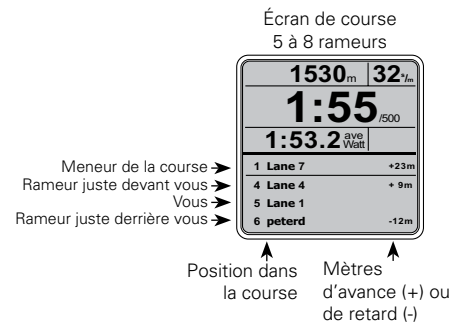 Écran de course
5 à 8 rameurs
1530m 32s/m
1:55/500
1:53.2 ave Watt
Meneur de la course 1 Lane 7 +23m
Rameur juste devant vous 4 Lane 4 + 9m
Vous 5 Lane 1
Rameur juste derrière vous 6 peterd -12m
Position dans
la course
Mètres
d'avance (+) ou
de retard (-)